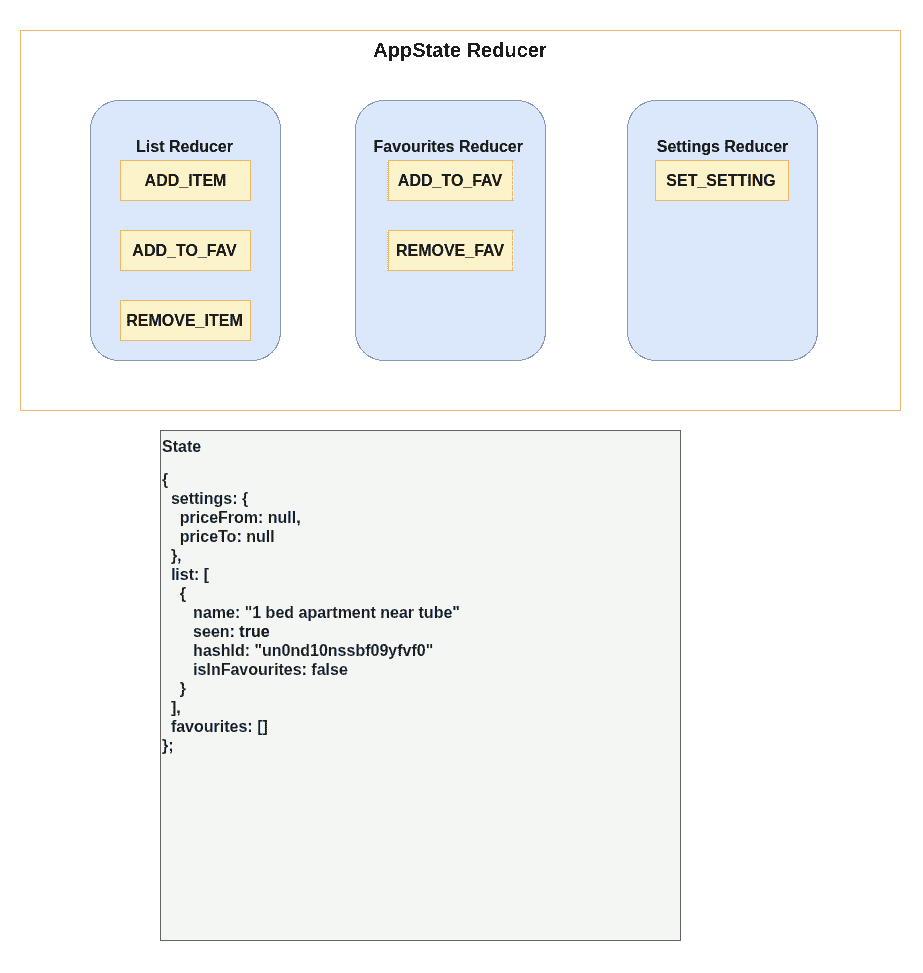 AppState Reducer
List Reducer
ADD_ITEM
ADD_TO_FAV
REMOVE_ITEM
Favourites Reducer
ADD_TO_FAV
REMOVE_FAV
Settings Reducer
SET_SETTING
State
{
settings: {
priceFrom: null,
priceTo: null
},
list: [
{
name: "1 bed apartment near tube"
seen: true
hashId: "un0nd10nssbf09yfvf0"
isInFavourites: false
}
],
favourites: []
};